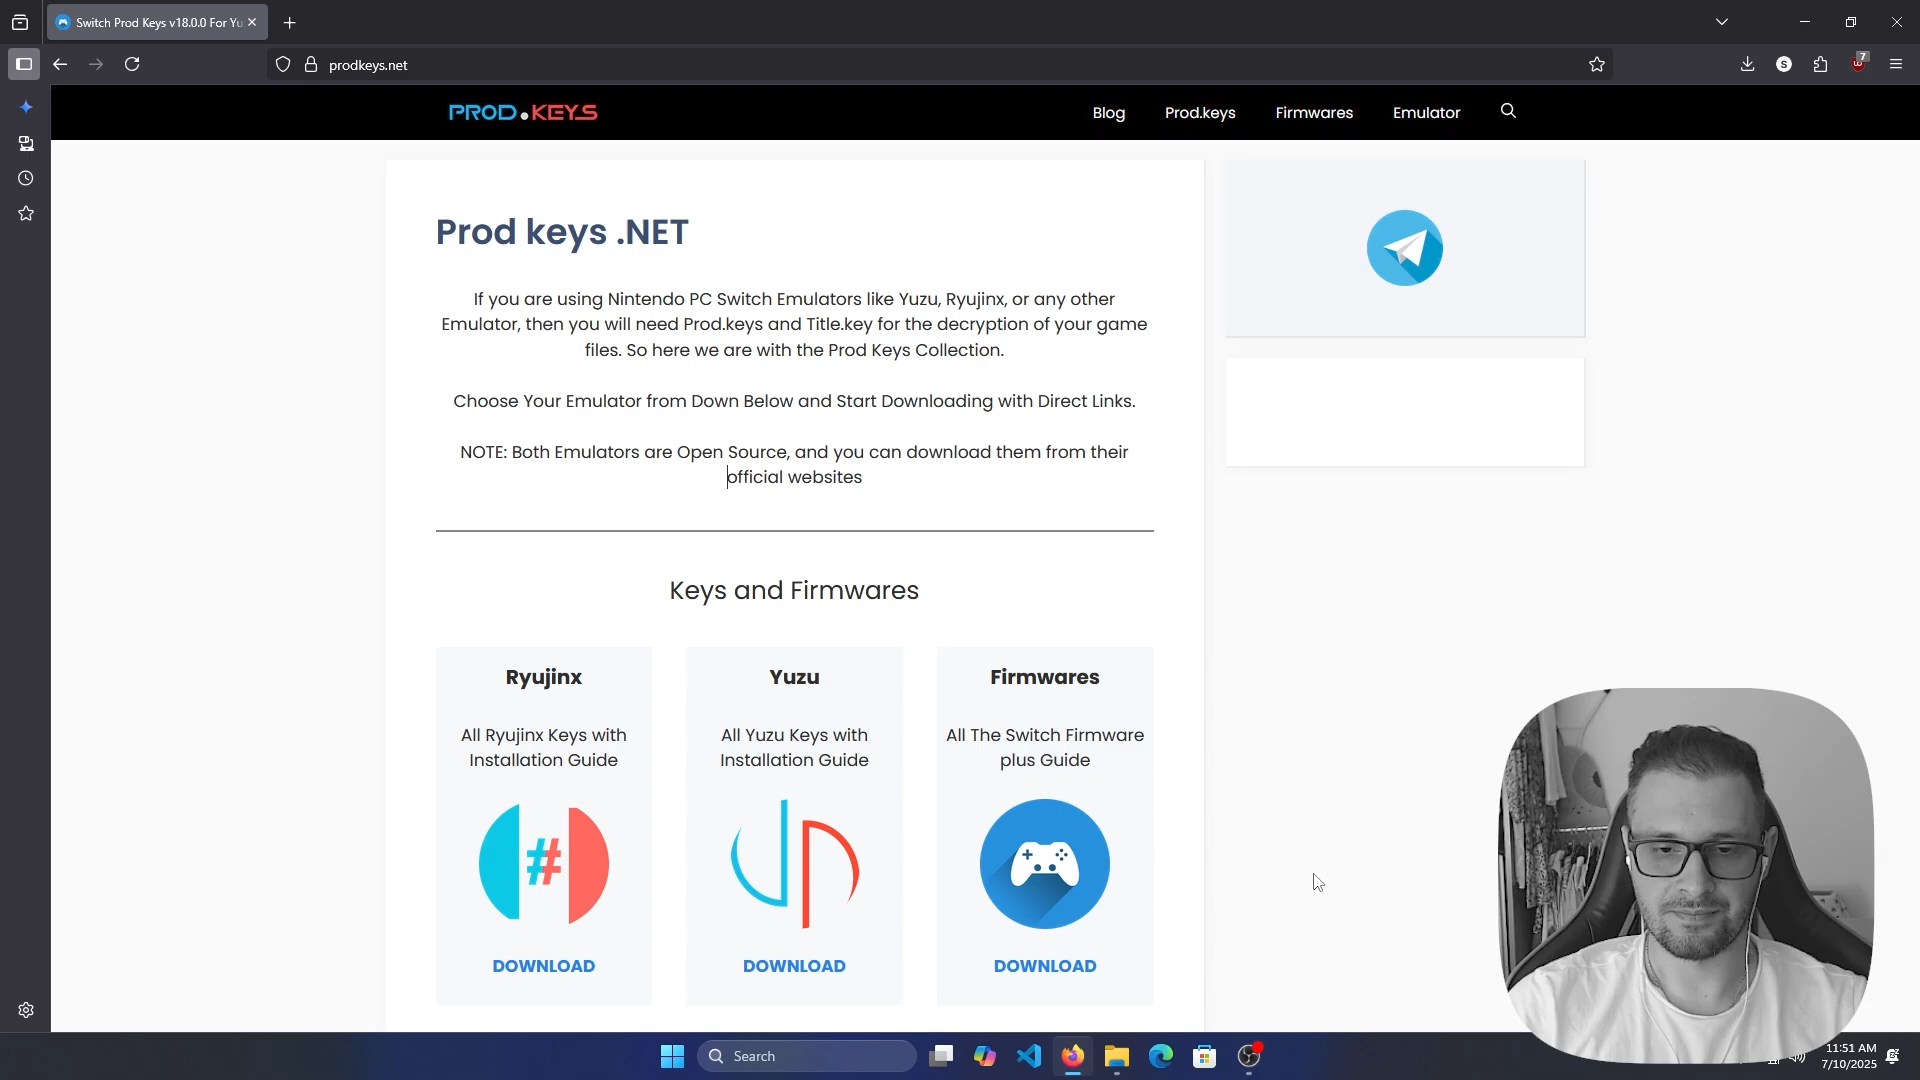 Switch Prod Keys v18.0.0 For Yu
prodkeys.net
7
S
PROD.KEYS
Blog
Prod.keys
Firmwares
Emulator
Prod keys .NET
If you are using Nintendo PC Switch Emulators like Yuzu, Ryujinx, or any other
Emulator, then you will need Prod.keys and Title.key for the decryption of your game
files. So here we are with the Prod Keys Collection.
Choose Your Emulator from Down Below and Start Downloading with Direct Links.
NOTE: Both Emulators are Open Source, and you can download them from their
official websites
Keys and Firmwares
Ryujinx
All Ryujinx Keys with
Installation Guide
#
DOWNLOAD
Yuzu
All Yuzu Keys with
Installation Guide
DOWNLOAD
Firmwares
All The Switch Firmware
plus Guide
DOWNLOAD
Search
11:51 AM
7/10/2025